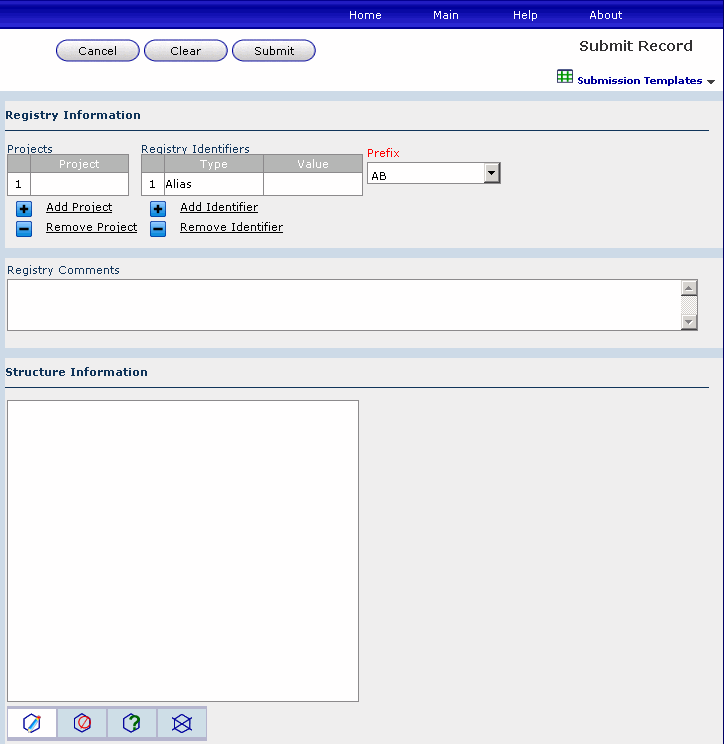 Home Main Help About
Cancel Clear Submit
Submit Record
Submission Templates
Registry Information
Projects Registry Identifiers Prefix
Project Type Value
1 1 Alias AB
Add Project Add Identifier
Remove Project Remove Identifier
Registry Comments
Structure Information
?